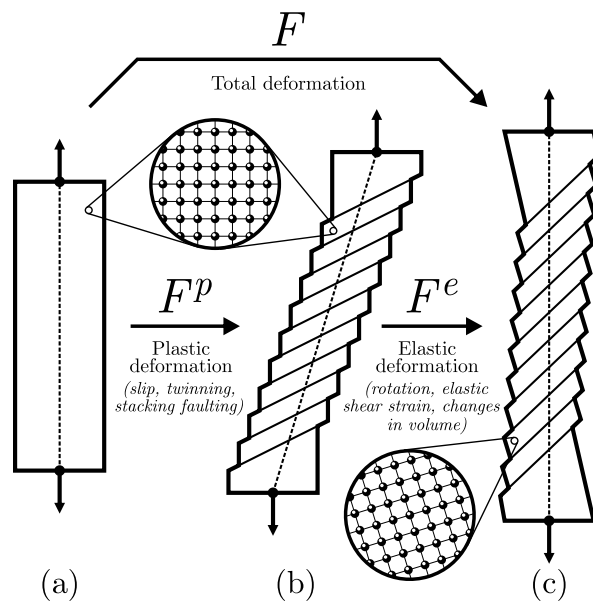 F
Total deformation
F^p
Plastic
deformation
(slip, twinning,
stacking faulting)
F^e
Elastic
deformation
(rotation, elastic
shear strain, changes
in volume)
(a)
(b)
(c)